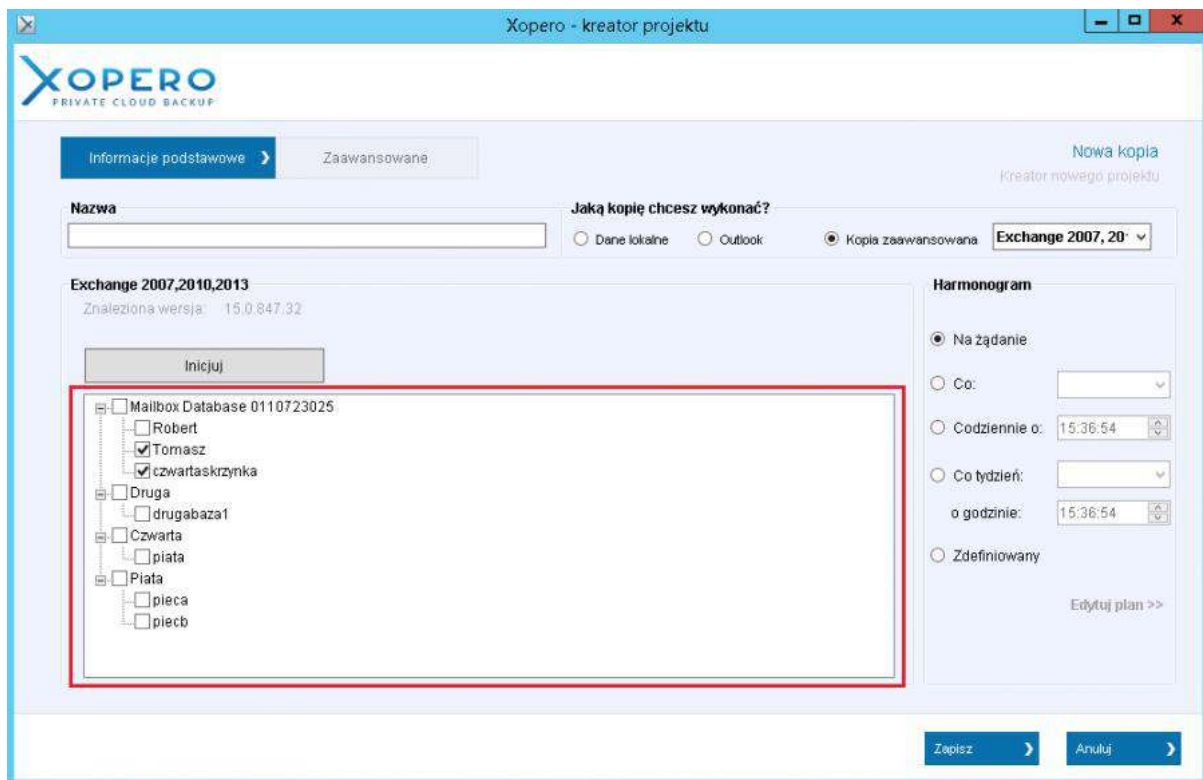 Xopero - kreator projektu
XOPERO
PRIVATE CLOUD BACKUP
Informacje podstawowe
Zaawansowane
Nowa kopia
Kreator nowego projektu
Nazwa
Jaką kopię chcesz wykonać?
Dane lokalne
Outlook
Kopia zaawansowana
Exchange 2007, 20
Exchange 2007,2010,2013
Znaleziona wersja: 15.0.847.32
Inicjuj
Mailbox Database 0110723025
Robert
Tomasz
czwartaskrzynka
Druga
drugabaza1
Czwarta
piata
Piata
pieca
piecb
Harmonogram
Na żądanie
Co:
Codziennie o: 15:36:54
Co tydzień:
o godzinie: 15:36:54
Zdefiniowany
Edytuj plan >>
Zapisz
Anuluj